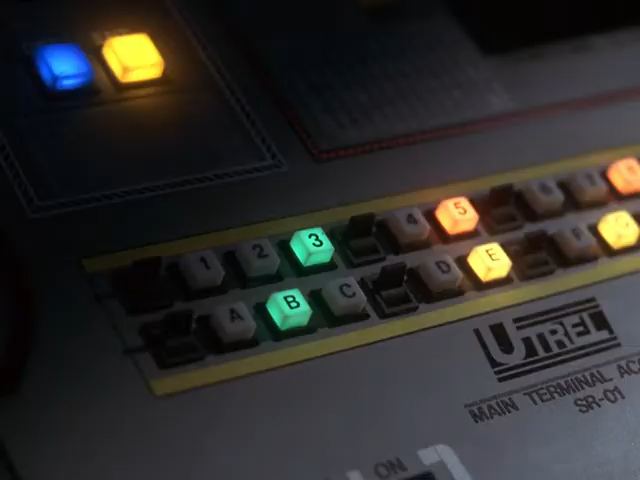 1 2 3 4 5
A B C D E F
UTREL
MAIN TERMINAL AC
SR-01
ON